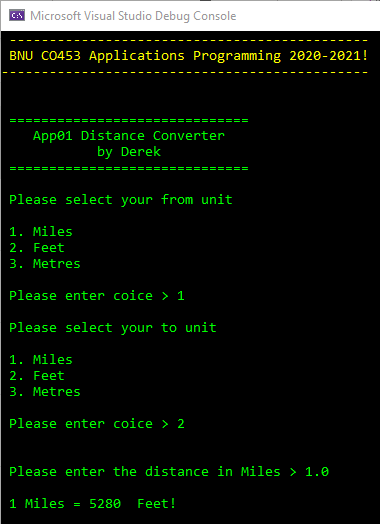 Microsoft Visual Studio Debug Console
---------------------------------------------
BNU CO453 Applications Programming 2020-2021!
----------------------------------------------
==============================
App01 Distance Converter
by Derek
==============================
Please select your from unit
1. Miles
2. Feet
3. Metres
Please enter coice > 1
Please select your to unit
1. Miles
2. Feet
3. Metres
Please enter coice > 2
Please enter the distance in Miles > 1.0
1 Miles = 5280  Feet!